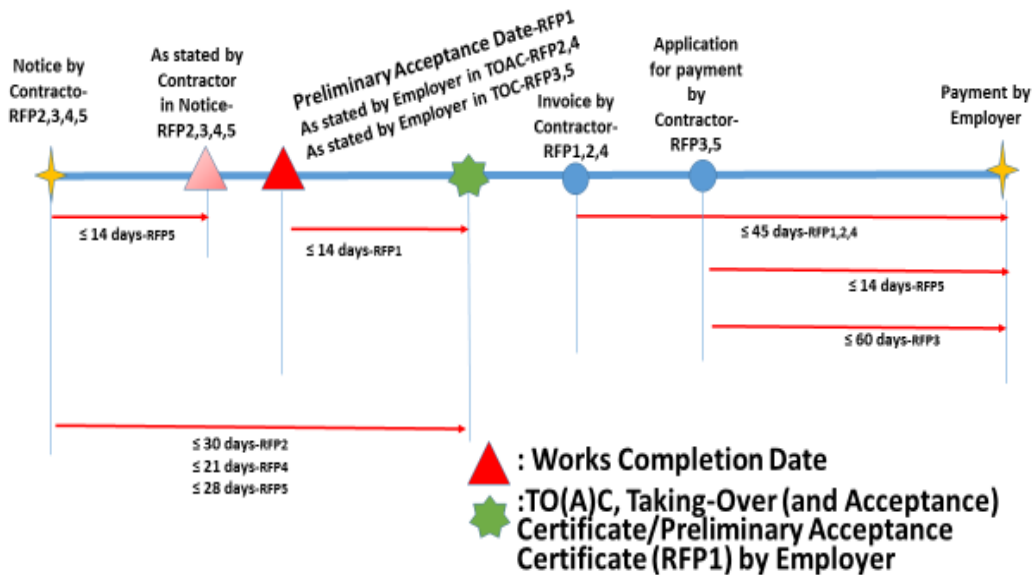 Notice by
Contracto-
RFP2,3,4,5
As stated by
Contractor
in Notice-
RFP2,3,4,5
Preliminary Acceptance Date-RFP1
As stated by Employer in TOAC-RFP2,4
As stated by Employer in TOC-RFP3,5
Invoice by
Contractor-
RFP1,2,4
Application
for payment
by
Contractor-
RFP3,5
Payment by
Employer
≤ 14 days-RFP5
≤ 14 days-RFP1
≤ 45 days-RFP1,2,4
≤ 14 days-RFP5
≤ 60 days-RFP3
≤ 30 days-RFP2
≤ 21 days-RFP4
≤ 28 days-RFP5
: Works Completion Date
:TO(A)C, Taking-Over (and Acceptance)
Certificate/Preliminary Acceptance
Certificate (RFP1) by Employer